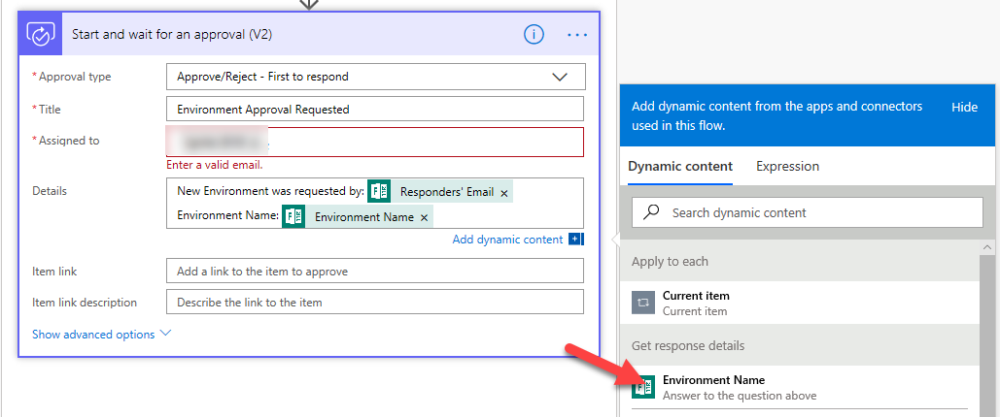 Start and wait for an approval (V2)
* Approval type
Approve/Reject - First to respond
* Title
Environment Approval Requested
* Assigned to
Enter a valid email.
Details
New Environment was requested by: Responders' Email ×
Environment Name: Environment Name ×
Add dynamic content
Item link
Add a link to the item to approve
Item link description
Describe the link to the item
Show advanced options
Add dynamic content from the apps and connectors
used in this flow.
Hide
Dynamic content
Expression
Search dynamic content
Apply to each
Current item
Current item
Get response details
Environment Name
Answer to the question above